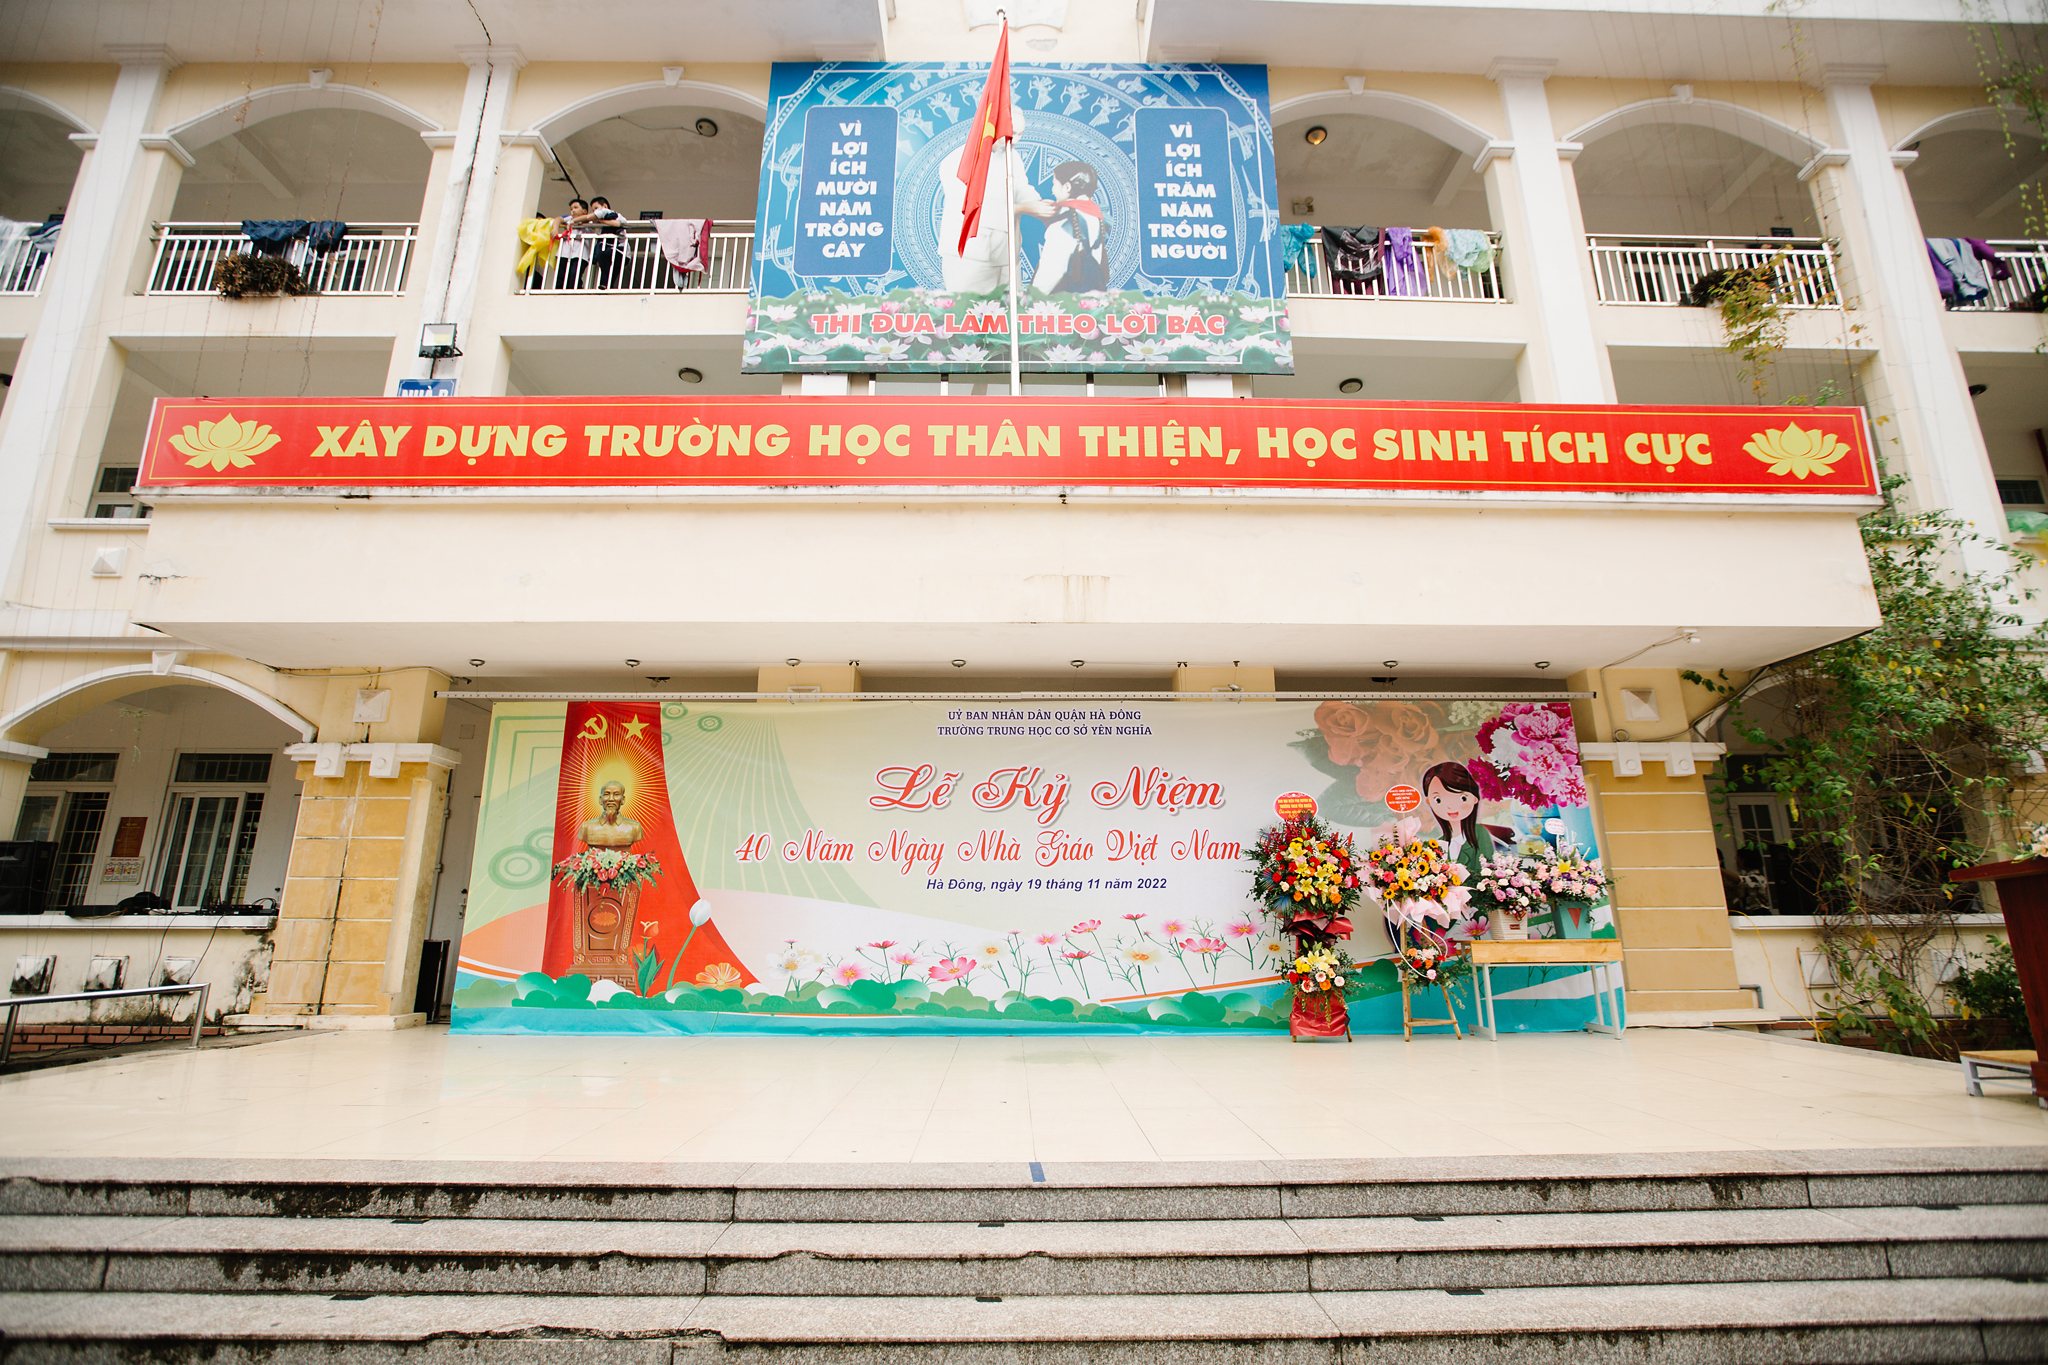 VÌ
LỢI
ÍCH
MƯỜI
NĂM
TRỒNG
CÂY
VÌ
LỢI
ÍCH
TRĂM
NĂM
TRỒNG
NGƯỜI
THI ĐUA LÀM THEO LỜI BÁC
XÂY DỰNG TRƯỜNG HỌC THÂN THIỆN, HỌC SINH TÍCH CỰC
UỶ BAN NHÂN DÂN QUẬN HÀ ĐÔNG
TRƯỜNG TRUNG HỌC CƠ SỞ YÊN NGHĨA
Lễ Kỷ Niệm
40 Năm Ngày Nhà Giáo Việt Nam
Hà Đông, ngày 19 tháng 11 năm 2022